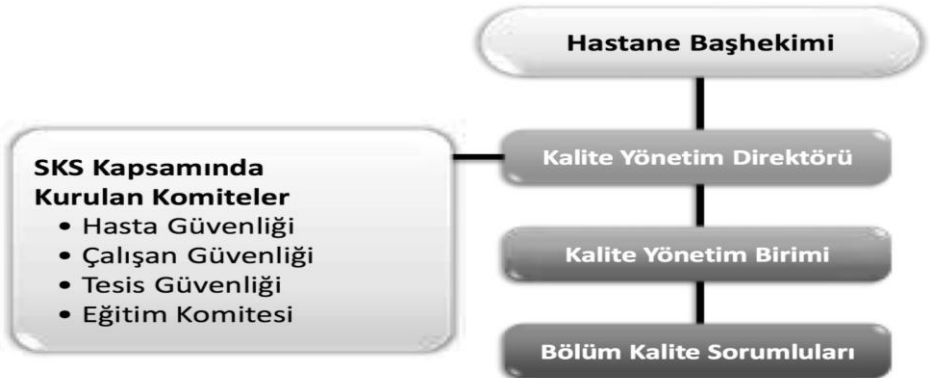 Hastane Başhekimi
Kalite Yönetim Direktörü
SKS Kapsamında
Kurulan Komiteler
• Hasta Güvenliği
• Çalışan Güvenliği
• Tesis Güvenliği
• Eğitim Komitesi
Kalite Yönetim Birimi
Bölüm Kalite Sorumluları